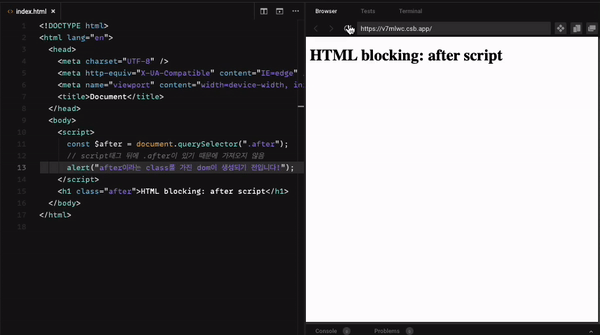 index.html
Browser
Tests
Terminal
https://v7mlwc.csb.app/
1 <!DOCTYPE html>
2 <html lang="en">
3 <head>
4 <meta charset="UTF-8" />
5 <meta http-equiv="X-UA-Compatible" content="IE=edge"
6 <meta name="viewport" content="width=device-width, in
7 <title>Document</title>
8 </head>
9 <body>
10 <script>
11 const $after = document.querySelector(".after");
12 // script태그 뒤에 .after이 있기 때문에 가져오지 않음
13 alert("after이라는 class를 가진 dom이 생성되기 전입니다!");
14 </script>
15 <h1 class="after">HTML blocking: after script</h1>
16 </body>
17 </html>
18
HTML blocking: after script
Console 0
Problems 0